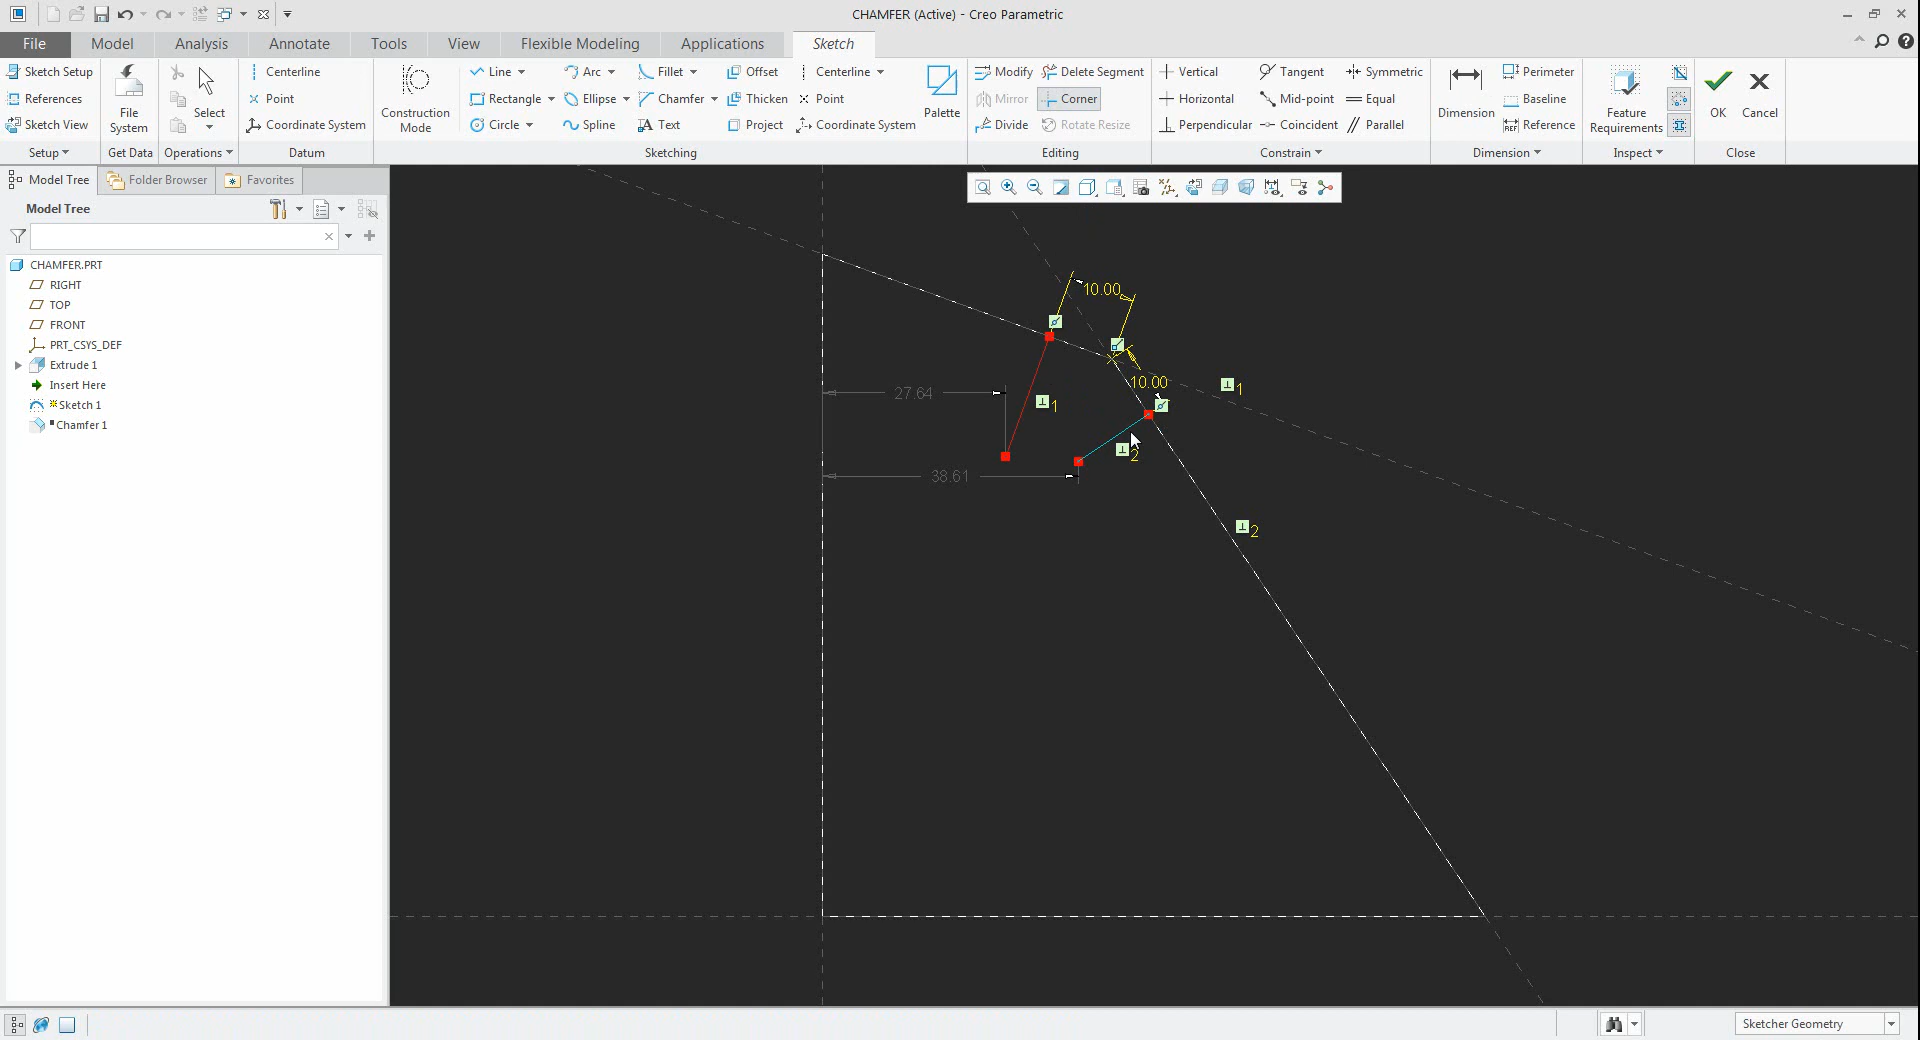 CHAMFER (Active) - Creo Parametric
File Model Analysis Annotate Tools View Flexible Modeling Applications Sketch
Sketch Setup
References
Sketch View
Setup
File System
Get Data
Select
Operations
Centerline
Point
Coordinate System
Datum
Construction Mode
Line Arc Fillet Offset Centerline
Rectangle Ellipse Chamfer Thicken Point
Circle Spline Text Project Coordinate System
Palette
Sketching
Modify Delete Segment
Mirror Corner
Divide Rotate Resize
Editing
Vertical Tangent Symmetric
Horizontal Mid-point Equal
Perpendicular Coincident Parallel
Constrain
Dimension
Perimeter
Baseline
REF Reference
Dimension
Feature Requirements
Inspect
OK Cancel
Close
Model Tree Folder Browser Favorites
Model Tree
CHAMFER.PRT
RIGHT
TOP
FRONT
PRT_CSYS_DEF
Extrude 1
Insert Here
Sketch 1
Chamfer 1
10.00
10.00
1
27.64
1
2
38.61
2
Sketcher Geometry